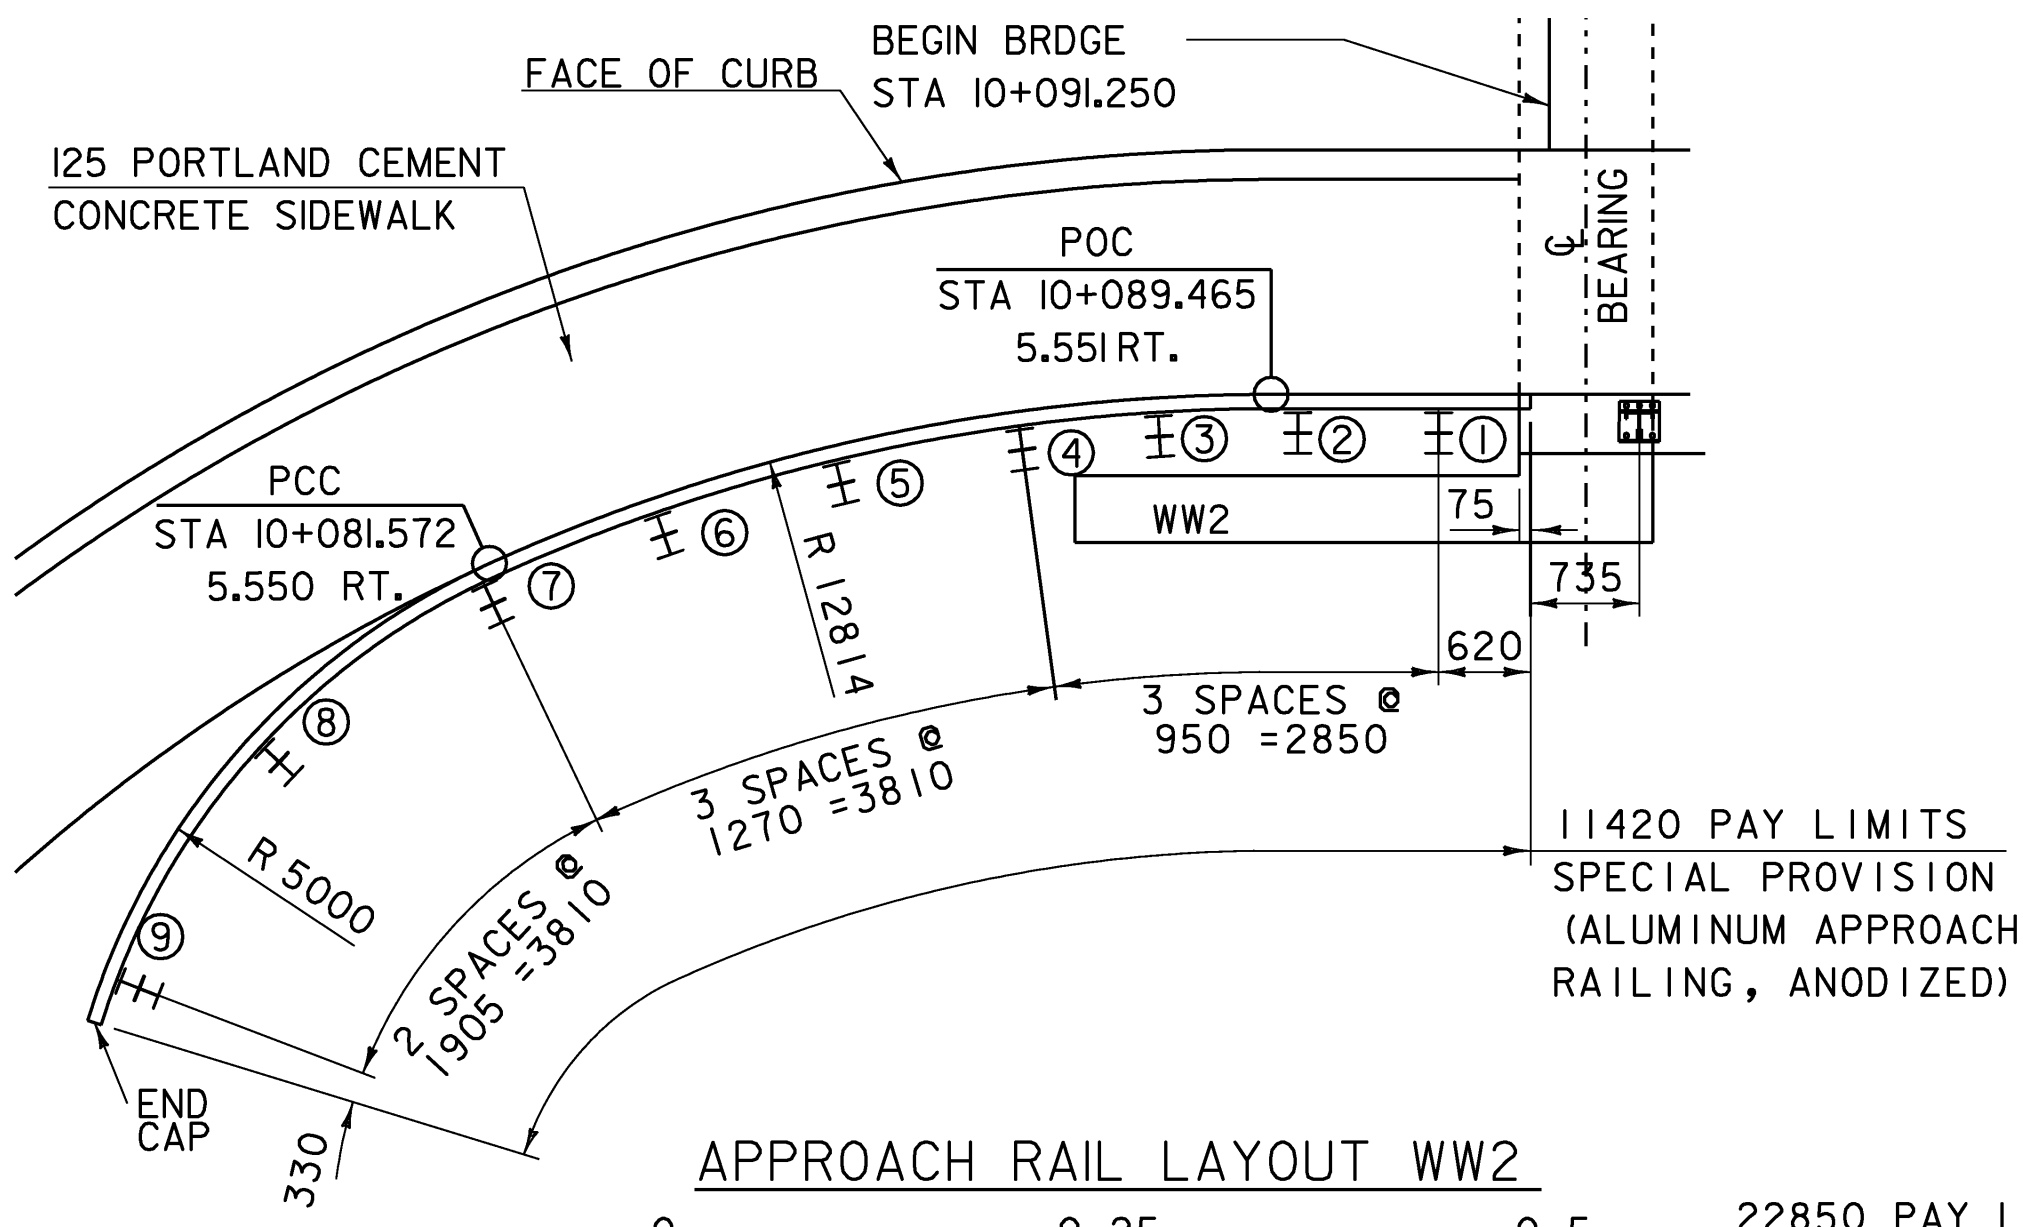 BEGIN BRDGE
STA 10+091.250
FACE OF CURB
125 PORTLAND CEMENT
CONCRETE SIDEWALK
BEARING
POC
STA 10+089.465
5.551 RT.
PCC
STA 10+081.572
5.550 RT.
1
2
3
4
5
6
7
8
9
WW2
75
735
620
R 12814
R 5000
3 SPACES @
950 =2850
3 SPACES @
1270 =3810
2 SPACES @
1905 =3810
11420 PAY LIMITS
SPECIAL PROVISION
(ALUMINUM APPROACH
RAILING, ANODIZED)
END
CAP
330
APPROACH RAIL LAYOUT WW2
22850 PAY L